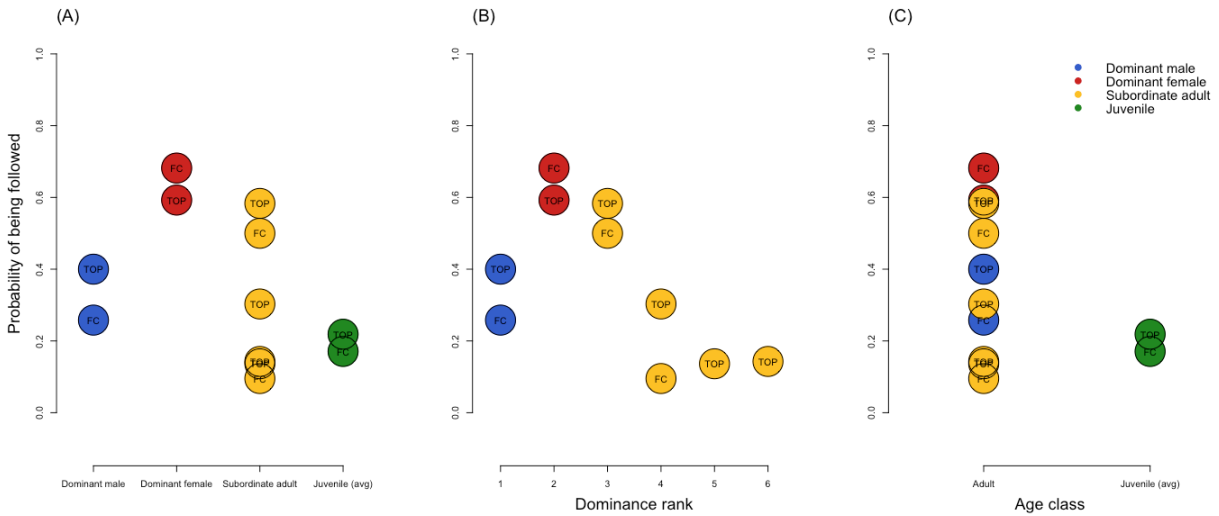 (A)
Probability of being followed
1.0
0.8
0.6
0.4
0.2
0.0
FC
TOP
TOP
FC
TOP
TOP
FC
TOP
FC
TOP
TOP
FC
Dominant male Dominant female Subordinate adult Juvenile (avg)
(B)
1.0
0.8
0.6
0.4
0.2
0.0
FC
TOP
TOP
FC
TOP
FC
TOP
FC
TOP
TOP
1 2 3 4 5 6
Dominance rank
(C)
1.0
0.8
0.6
0.4
0.2
0.0
Dominant male
Dominant female
Subordinate adult
Juvenile
FC
TOP
TOP
FC
TOP
TOP
FC
TOP
TOP
FC
TOP
FC
Adult Juvenile (avg)
Age class